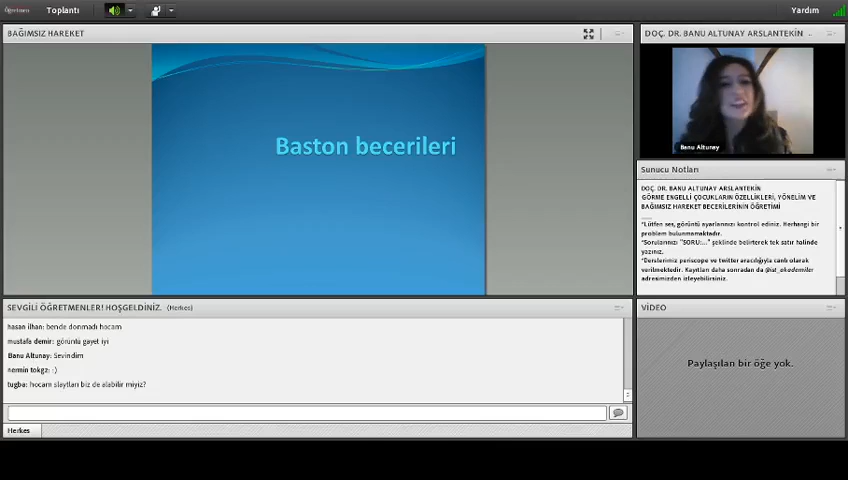 Öğretmen Toplantı Yardım
BAĞIMSIZ HAREKET
Baston becerileri
DOÇ. DR. BANU ALTUNAY ARSLANTEKİN ..
Banu Altunay
Sunucu Notları
DOÇ. DR. BANU ALTUNAY ARSLANTEKİN
GÖRME ENGELLİ ÇOCUKLARIN ÖZELLİKLERİ, YÖNELİM VE
BAĞIMSIZ HAREKET BECERİLERİNİN ÖĞRETİMİ
*Lütfen ses, görüntü ayarlarınızı kontrol ediniz. Herhangi bir
problem bulunmamaktadır.
*Sorularınızı "SORU:..." şeklinde belirterek tek satır halinde
yazınız.
*Derslerimiz periscope ve twitter aracılığıyla canlı olarak
verilmektedir. Kayıtları daha sonradan da @ist_akademiler
adresimizden izleyebilirsiniz.
SEVGİLİ ÖĞRETMENLER! HOŞGELDİNİZ. (Herkes)
hasan ilhan: bende donmadı hocam
mustafa demir: görüntü gayet iyi
Banu Altunay: Sevindim
nermin tokgz: :)
tugba: hocam slaytları biz de alabilir miyiz?
Herkes
VİDEO
Paylaşılan bir öğe yok.